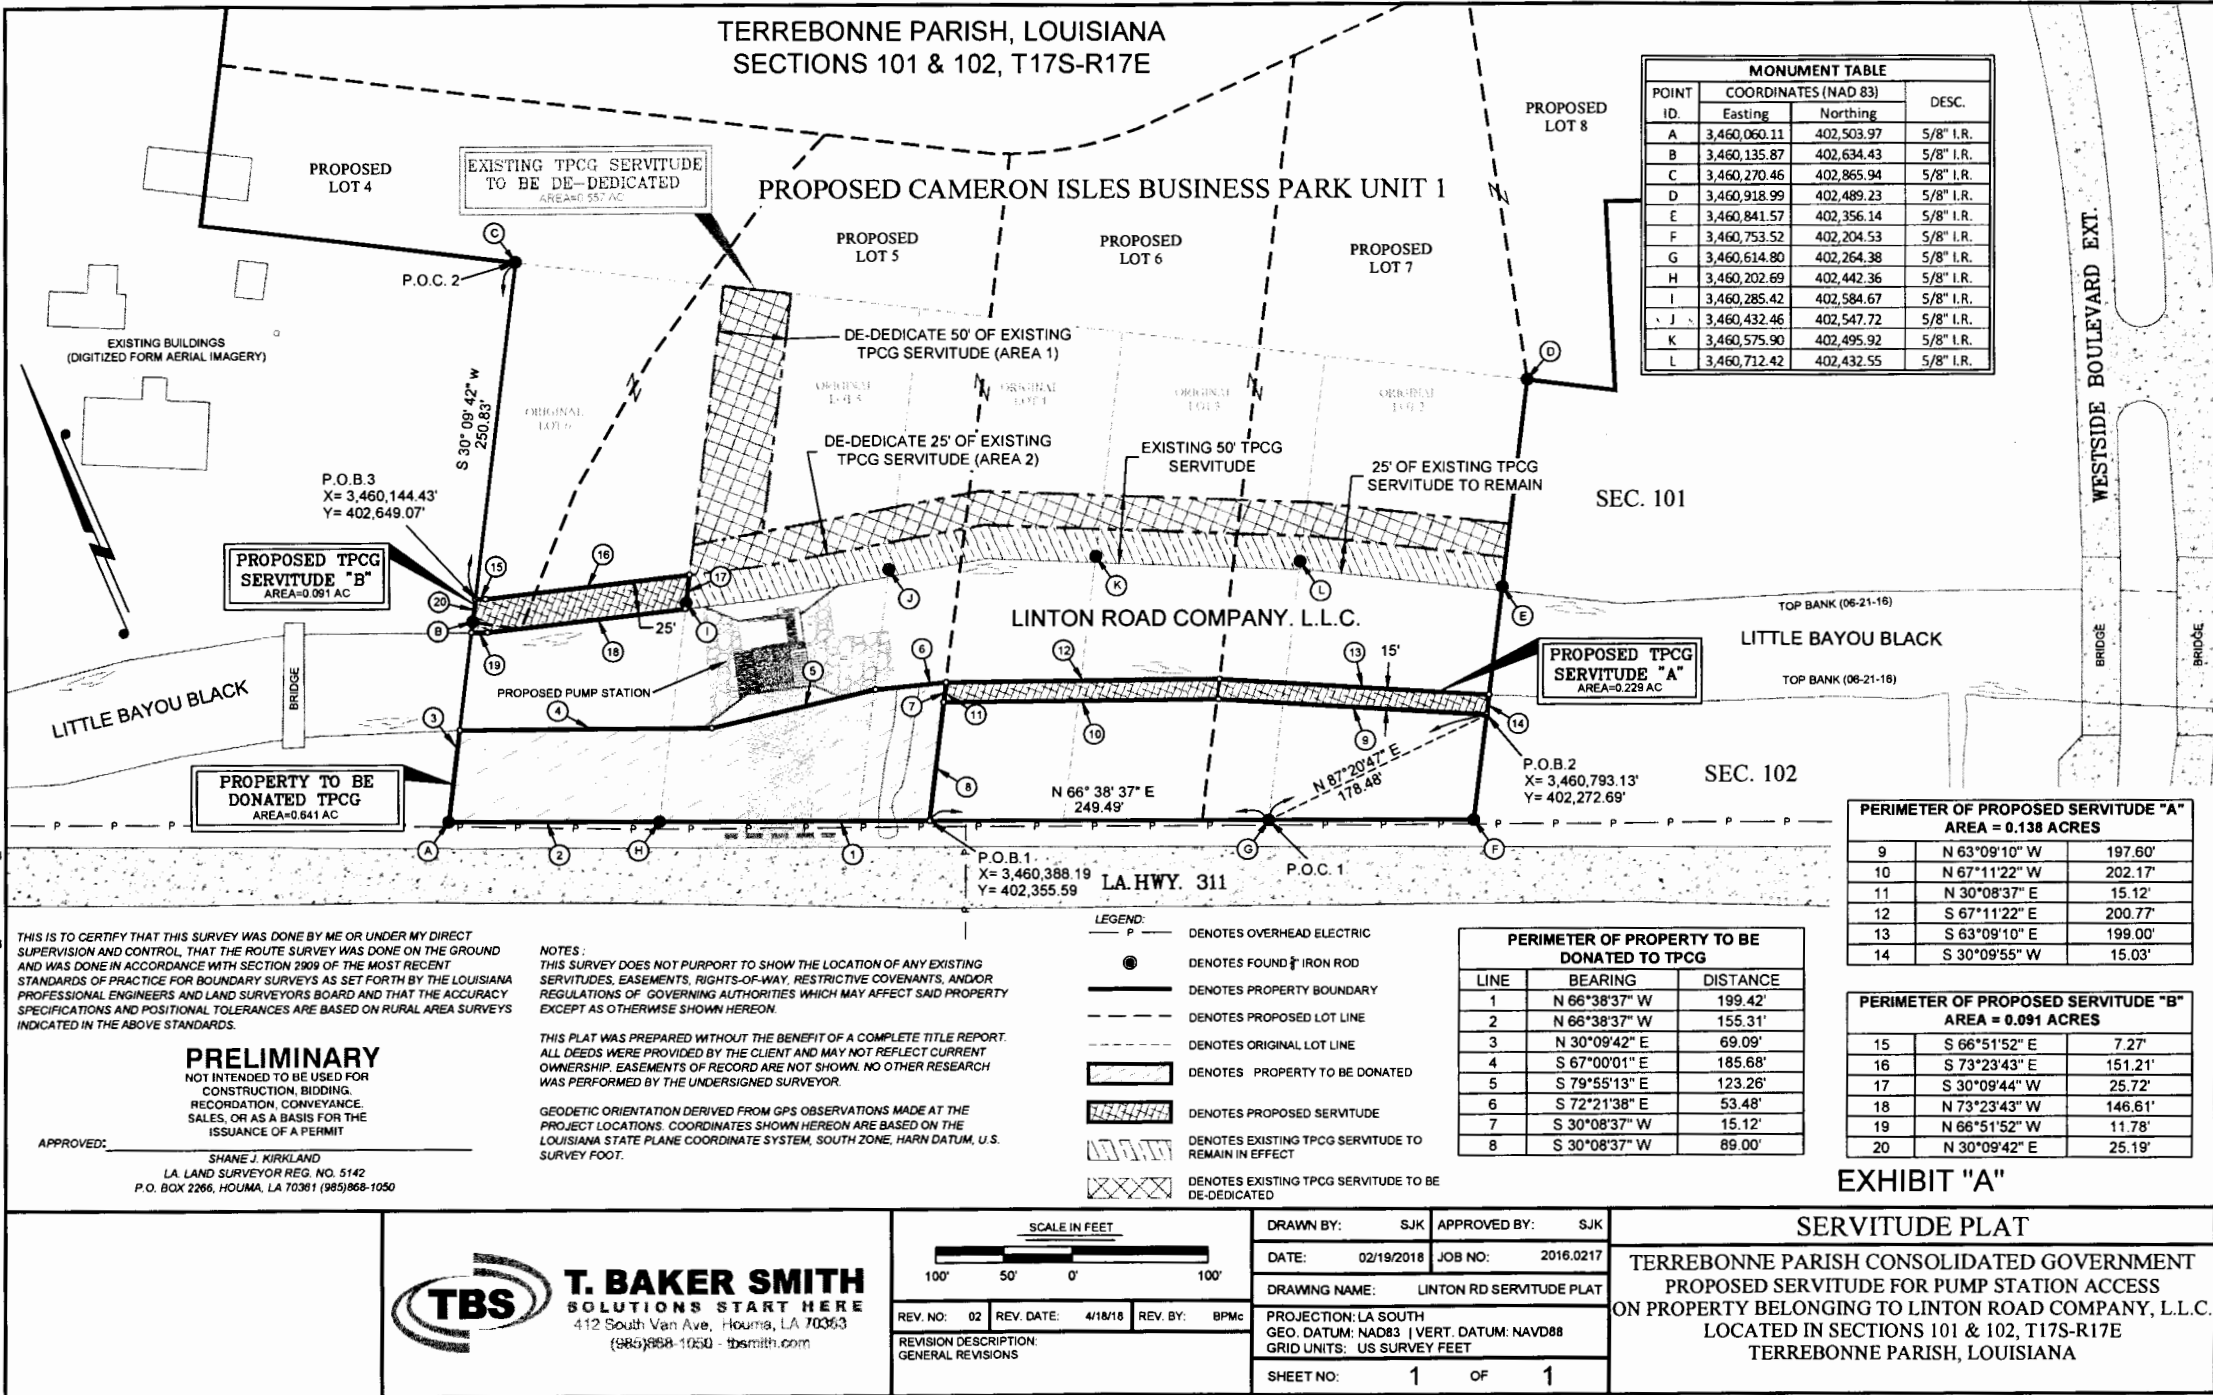 TERREBONNE PARISH, LOUISIANA
SECTIONS 101 & 102, T17S-R17E
PROPOSED
LOT 4
EXISTING TPCG SERVITUDE
TO BE DE-DEDICATED
AREA=0.557 AC
PROPOSED CAMERON ISLES BUSINESS PARK UNIT 1
PROPOSED
LOT 5
PROPOSED
LOT 6
PROPOSED
LOT 7
PROPOSED
LOT 8
MONUMENT TABLE
POINT ID. COORDINATES (NAD 83) DESC.
Easting Northing
A 3,460,060.11 402,503.97 5/8" I.R.
B 3,460,135.87 402,634.43 5/8" I.R.
C 3,460,270.46 402,865.94 5/8" I.R.
D 3,460,918.99 402,489.23 5/8" I.R.
E 3,460,841.57 402,356.14 5/8" I.R.
F 3,460,753.52 402,204.53 5/8" I.R.
G 3,460,614.80 402,264.38 5/8" I.R.
H 3,460,202.69 402,442.36 5/8" I.R.
I 3,460,285.42 402,584.67 5/8" I.R.
J 3,460,432.46 402,547.72 5/8" I.R.
K 3,460,575.90 402,495.92 5/8" I.R.
L 3,460,712.42 402,432.55 5/8" I.R.
WESTSIDE BOULEVARD EXT.
C
P.O.C. 2
EXISTING BUILDINGS
(DIGITIZED FORM AERIAL IMAGERY)
S 30° 09' 42" W
250.83'
DE-DEDICATE 50' OF EXISTING
TPCG SERVITUDE (AREA 1)
D
ORIGINAL
LOT 6
ORIGINAL
LOT 5
ORIGINAL
LOT 4
ORIGINAL
LOT 3
ORIGINAL
LOT 2
DE-DEDICATE 25' OF EXISTING
TPCG SERVITUDE (AREA 2)
EXISTING 50' TPCG
SERVITUDE
25' OF EXISTING TPCG
SERVITUDE TO REMAIN
SEC. 101
P.O.B.3
X= 3,460,144.43'
Y= 402,649.07'
PROPOSED TPCG
SERVITUDE "B"
AREA=0.091 AC
15
16
17
20
B
19
18
25'
I
J
K
L
E
LINTON ROAD COMPANY. L.L.C.
TOP BANK (06-21-16)
LITTLE BAYOU BLACK
TOP BANK (06-21-16)
BRIDGE
BRIDGE
LITTLE BAYOU BLACK
BRIDGE
PROPOSED PUMP STATION
5
6
12
13
15'
PROPOSED TPCG
SERVITUDE "A"
AREA=0.229 AC
3
4
7
11
10
9
14
8
PROPERTY TO BE
DONATED TPCG
AREA=0.641 AC
N 66° 38' 37" E
249.49'
N 87°20'47" E
178.48'
P.O.B.2
X= 3,460,793.13'
Y= 402,272.69'
SEC. 102
P P P P P P P P P P P P P P P
A
2
H
1
G
F
P.O.B.1
X= 3,460,388.19
Y= 402,355.59
P.O.C. 1
LA. HWY. 311
PERIMETER OF PROPOSED SERVITUDE "A"
AREA = 0.138 ACRES
9 N 63°09'10" W 197.60'
10 N 67°11'22" W 202.17'
11 N 30°08'37" E 15.12'
12 S 67°11'22" E 200.77'
13 S 63°09'10" E 199.00'
14 S 30°09'55" W 15.03'
THIS IS TO CERTIFY THAT THIS SURVEY WAS DONE BY ME OR UNDER MY DIRECT
SUPERVISION AND CONTROL, THAT THE ROUTE SURVEY WAS DONE ON THE GROUND
AND WAS DONE IN ACCORDANCE WITH SECTION 2909 OF THE MOST RECENT
STANDARDS OF PRACTICE FOR BOUNDARY SURVEYS AS SET FORTH BY THE LOUISIANA
PROFESSIONAL ENGINEERS AND LAND SURVEYORS BOARD AND THAT THE ACCURACY
SPECIFICATIONS AND POSITIONAL TOLERANCES ARE BASED ON RURAL AREA SURVEYS
INDICATED IN THE ABOVE STANDARDS.
PRELIMINARY
NOT INTENDED TO BE USED FOR
CONSTRUCTION, BIDDING,
RECORDATION, CONVEYANCE,
SALES, OR AS A BASIS FOR THE
ISSUANCE OF A PERMIT
APPROVED:
SHANE J. KIRKLAND
LA. LAND SURVEYOR REG. NO. 5142
P.O. BOX 2266, HOUMA, LA 70361 (985)868-1050
NOTES :
THIS SURVEY DOES NOT PURPORT TO SHOW THE LOCATION OF ANY EXISTING
SERVITUDES, EASEMENTS, RIGHTS-OF-WAY, RESTRICTIVE COVENANTS, AND/OR
REGULATIONS OF GOVERNING AUTHORITIES WHICH MAY AFFECT SAID PROPERTY
EXCEPT AS OTHERWISE SHOWN HEREON.
THIS PLAT WAS PREPARED WITHOUT THE BENEFIT OF A COMPLETE TITLE REPORT.
ALL DEEDS WERE PROVIDED BY THE CLIENT AND MAY NOT REFLECT CURRENT
OWNERSHIP. EASEMENTS OF RECORD ARE NOT SHOWN. NO OTHER RESEARCH
WAS PERFORMED BY THE UNDERSIGNED SURVEYOR.
GEODETIC ORIENTATION DERIVED FROM GPS OBSERVATIONS MADE AT THE
PROJECT LOCATIONS. COORDINATES SHOWN HEREON ARE BASED ON THE
LOUISIANA STATE PLANE COORDINATE SYSTEM, SOUTH ZONE, HARN DATUM, U.S.
SURVEY FOOT.
LEGEND:
P DENOTES OVERHEAD ELECTRIC
DENOTES FOUND IRON ROD
DENOTES PROPERTY BOUNDARY
DENOTES PROPOSED LOT LINE
DENOTES ORIGINAL LOT LINE
DENOTES PROPERTY TO BE DONATED
DENOTES PROPOSED SERVITUDE
DENOTES EXISTING TPCG SERVITUDE TO
REMAIN IN EFFECT
DENOTES EXISTING TPCG SERVITUDE TO BE
DE-DEDICATED
PERIMETER OF PROPERTY TO BE
DONATED TO TPCG
LINE BEARING DISTANCE
1 N 66°38'37" W 199.42'
2 N 66°38'37" W 155.31'
3 N 30°09'42" E 69.09'
4 S 67°00'01" E 185.68'
5 S 79°55'13" E 123.26'
6 S 72°21'38" E 53.48'
7 S 30°08'37" W 15.12'
8 S 30°08'37" W 89.00'
PERIMETER OF PROPOSED SERVITUDE "B"
AREA = 0.091 ACRES
15 S 66°51'52" E 7.27'
16 S 73°23'43" E 151.21'
17 S 30°09'44" W 25.72'
18 N 73°23'43" W 146.61'
19 N 66°51'52" W 11.78'
20 N 30°09'42" E 25.19'
EXHIBIT "A"
TBS
T. BAKER SMITH
SOLUTIONS START HERE
412 South Van Ave, Houma, LA 70363
(985)868-1050 - tbsmith.com
SCALE IN FEET
100' 50' 0' 100'
REV. NO: 02 REV. DATE: 4/18/18 REV. BY: BPMc
REVISION DESCRIPTION:
GENERAL REVISIONS
DRAWN BY: SJK APPROVED BY: SJK
DATE: 02/19/2018 JOB NO: 2016.0217
DRAWING NAME: LINTON RD SERVITUDE PLAT
PROJECTION: LA SOUTH
GEO. DATUM: NAD83 | VERT. DATUM: NAVD88
GRID UNITS: US SURVEY FEET
SHEET NO: 1 OF 1
SERVITUDE PLAT
TERREBONNE PARISH CONSOLIDATED GOVERNMENT
PROPOSED SERVITUDE FOR PUMP STATION ACCESS
ON PROPERTY BELONGING TO LINTON ROAD COMPANY, L.L.C.
LOCATED IN SECTIONS 101 & 102, T17S-R17E
TERREBONNE PARISH, LOUISIANA